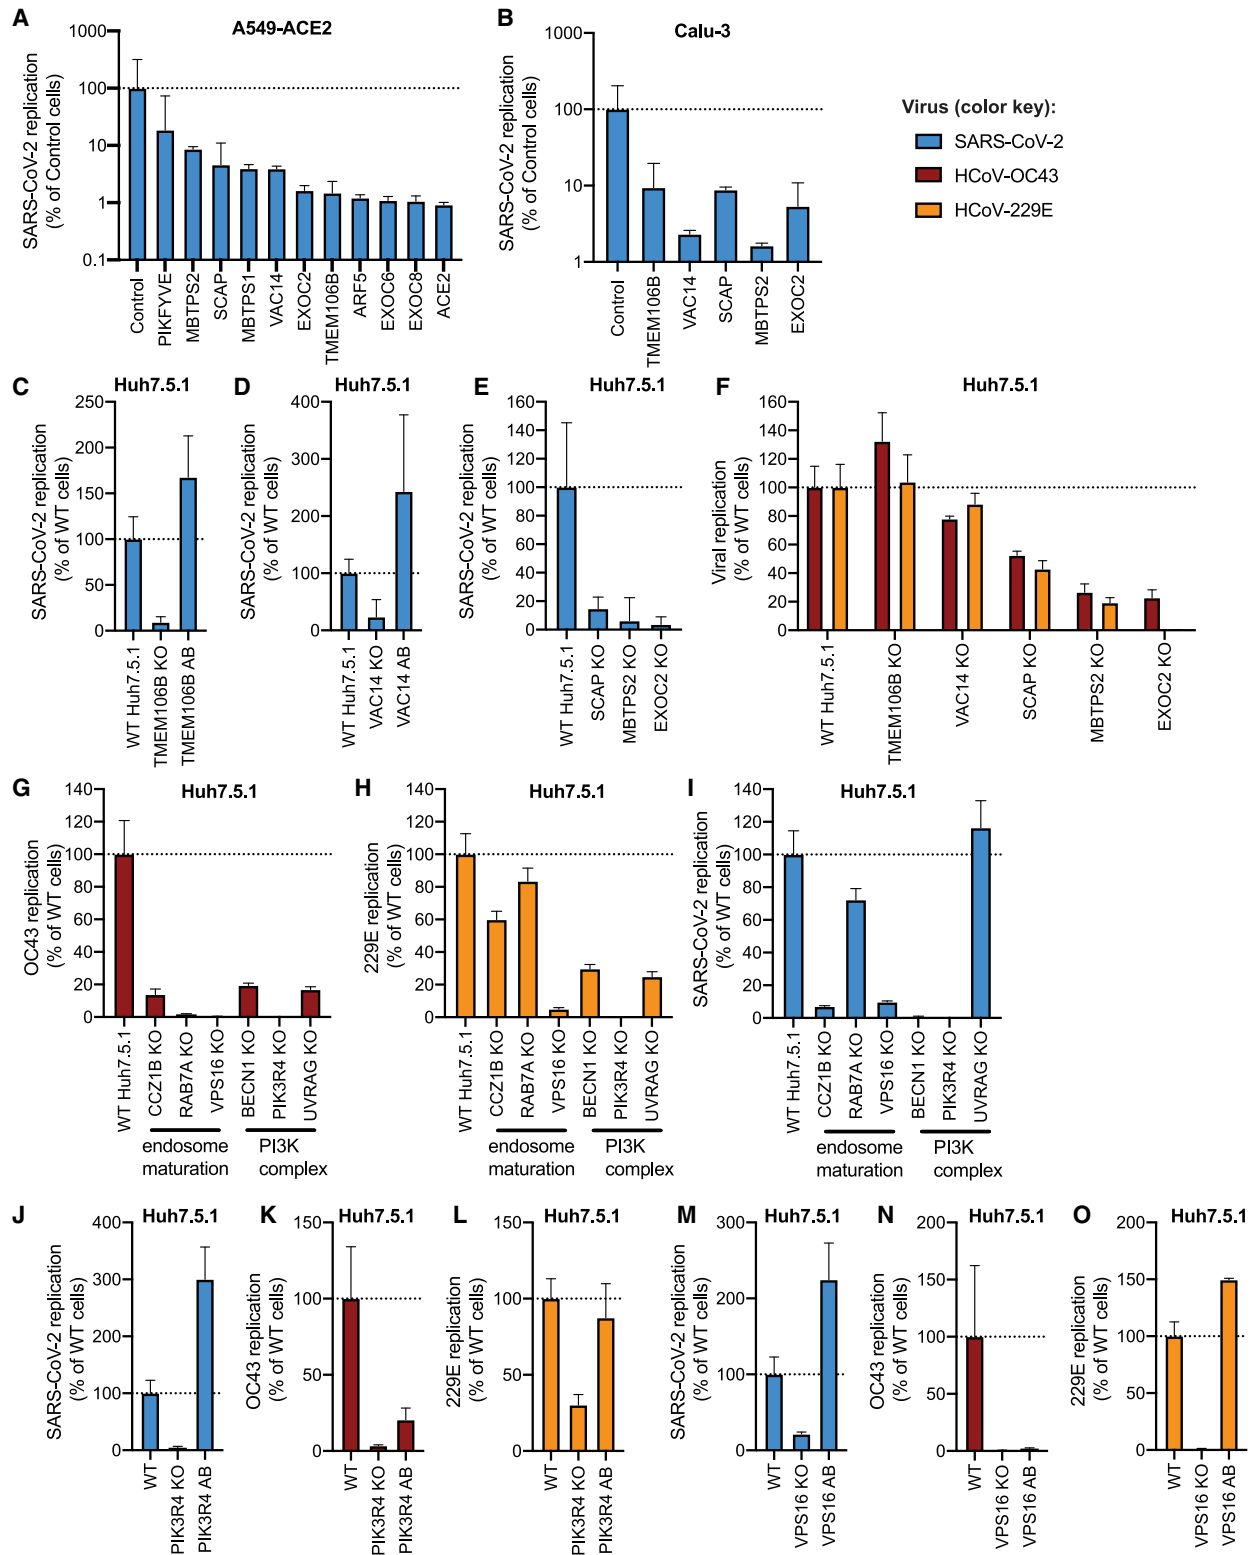 A
A549-ACE2
SARS-CoV-2 replication
(% of Control cells)
1000
100
10
1
0.1
Control
PIKFYVE
MBTPS2
SCAP
MBTPS1
VAC14
EXOC2
TMEM106B
ARF5
EXOC6
EXOC8
ACE2
B
Calu-3
SARS-CoV-2 replication
(% of Control cells)
1000
100
10
1
Control
TMEM106B
VAC14
SCAP
MBTPS2
EXOC2
Virus (color key):
SARS-CoV-2
HCoV-OC43
HCoV-229E
C
Huh7.5.1
SARS-CoV-2 replication
(% of WT cells)
250
200
150
100
50
0
WT Huh7.5.1
TMEM106B KO
TMEM106B AB
D
Huh7.5.1
SARS-CoV-2 replication
(% of WT cells)
400
300
200
100
0
WT Huh7.5.1
VAC14 KO
VAC14 AB
E
Huh7.5.1
SARS-CoV-2 replication
(% of WT cells)
160
140
120
100
80
60
40
20
0
WT Huh7.5.1
SCAP KO
MBTPS2 KO
EXOC2 KO
F
Huh7.5.1
Viral replication
(% of WT cells)
160
140
120
100
80
60
40
20
0
WT Huh7.5.1
TMEM106B KO
VAC14 KO
SCAP KO
MBTPS2 KO
EXOC2 KO
G
Huh7.5.1
OC43 replication
(% of WT cells)
140
120
100
80
60
40
20
0
WT Huh7.5.1
CCZ1B KO
RAB7A KO
VPS16 KO
BECN1 KO
PIK3R4 KO
UVRAG KO
endosome
maturation
PI3K
complex
H
Huh7.5.1
229E replication
(% of WT cells)
140
120
100
80
60
40
20
0
WT Huh7.5.1
CCZ1B KO
RAB7A KO
VPS16 KO
BECN1 KO
PIK3R4 KO
UVRAG KO
endosome
maturation
PI3K
complex
I
Huh7.5.1
SARS-CoV-2 replication
(% of WT cells)
140
120
100
80
60
40
20
0
WT Huh7.5.1
CCZ1B KO
RAB7A KO
VPS16 KO
BECN1 KO
PIK3R4 KO
UVRAG KO
endosome
maturation
PI3K
complex
J
Huh7.5.1
SARS-CoV-2 replication
(% of WT cells)
400
300
200
100
0
WT
PIK3R4 KO
PIK3R4 AB
K
Huh7.5.1
OC43 replication
(% of WT cells)
150
100
50
0
WT
PIK3R4 KO
PIK3R4 AB
L
Huh7.5.1
229E replication
(% of WT cells)
150
100
50
0
WT
PIK3R4 KO
PIK3R4 AB
M
Huh7.5.1
SARS-CoV-2 replication
(% of WT cells)
300
200
100
0
WT
VPS16 KO
VPS16 AB
N
Huh7.5.1
OC43 replication
(% of WT cells)
200
150
100
50
0
WT
VPS16 KO
VPS16 AB
O
Huh7.5.1
229E replication
(% of WT cells)
200
150
100
50
0
WT
VPS16 KO
VPS16 AB